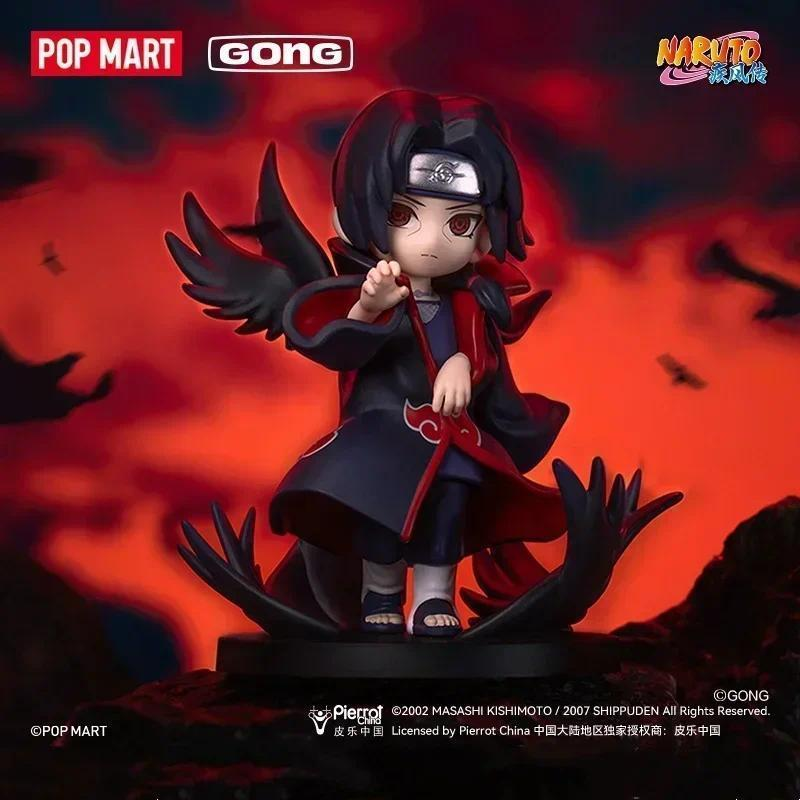 POP MART GONG NARUTO
疾风传
©GONG
Pierrot China ©2002 MASASHI KISHIMOTO / 2007 SHIPPUDEN All Rights Reserved.
皮乐中国 Licensed by Pierrot China 中国大陆地区独家授权商：皮乐中国
©POP MART